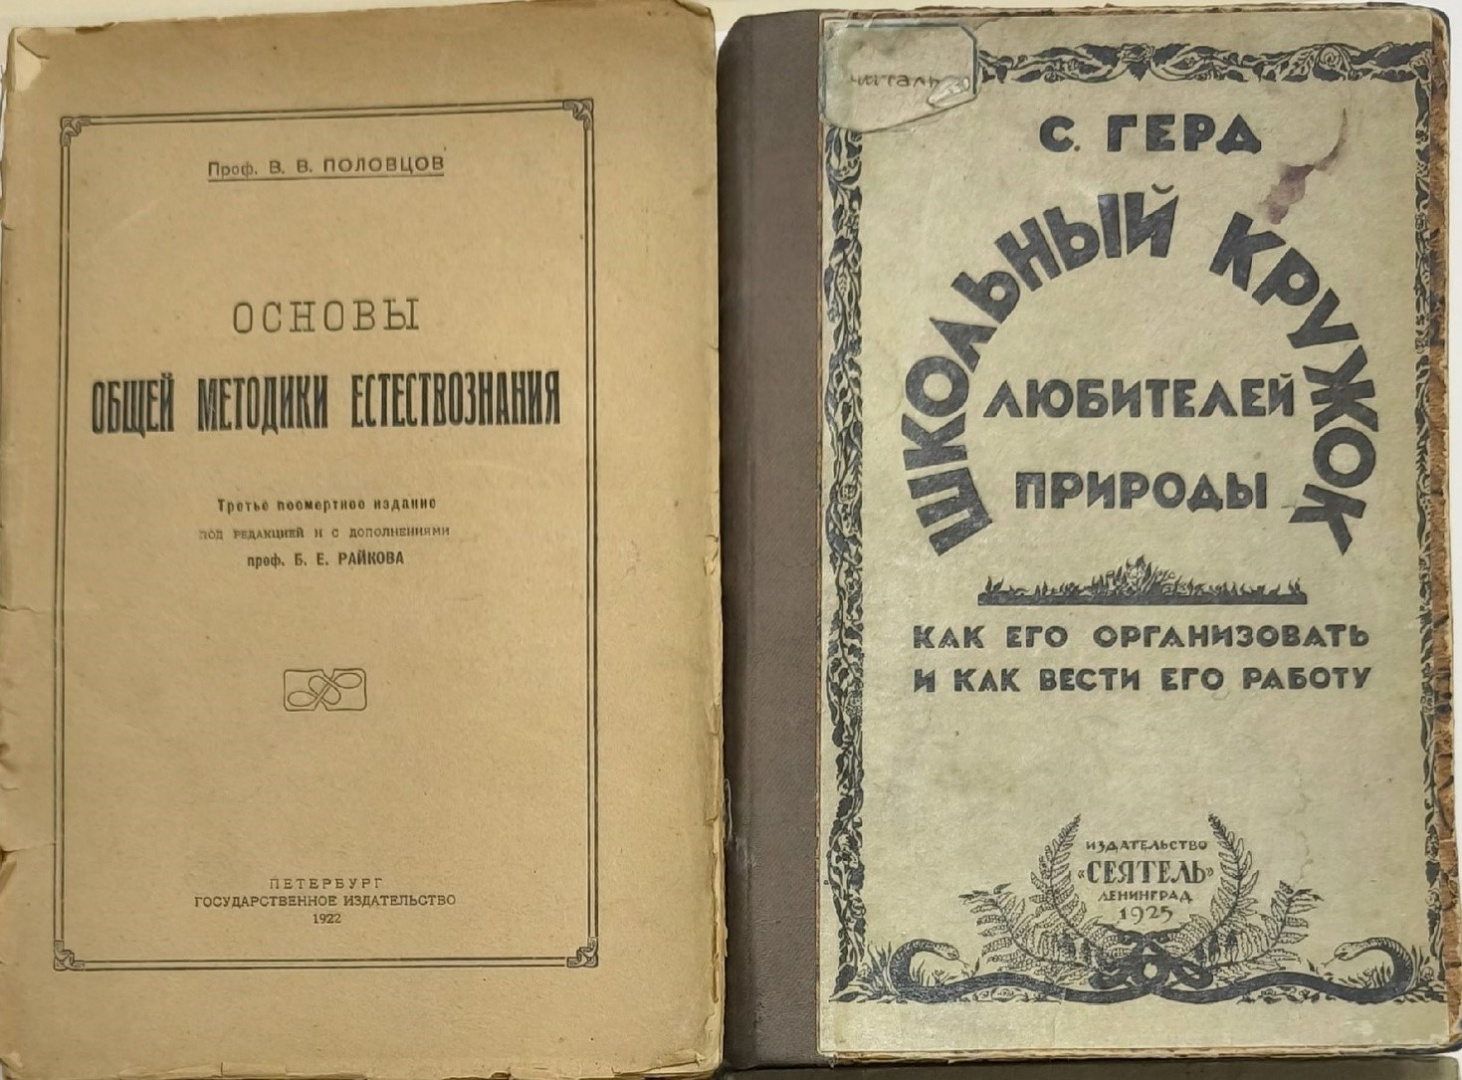 Проф. В. В. ПОЛОВЦОВ
ОСНОВЫ
ОБЩЕЙ МЕТОДИКИ ЕСТЕСТВОЗНАНИЯ
Третье посмертное издание
ПОД РЕДАКЦИЕЙ И С ДОПОЛНЕНИЯМИ
проф. Б. Е. РАЙКОВА
ПЕТЕРБУРГ
ГОСУДАРСТВЕННОЕ ИЗДАТЕЛЬСТВО
1922
С. ГЕРД
ШКОЛЬНЫЙ КРУЖОК
ЛЮБИТЕЛЕЙ
ПРИРОДЫ
КАК ЕГО ОРГАНИЗОВАТЬ
И КАК ВЕСТИ ЕГО РАБОТУ
ИЗДАТЕЛЬСТВО
«СЕЯТЕЛЬ»
ЛЕНИНГРАД
1925